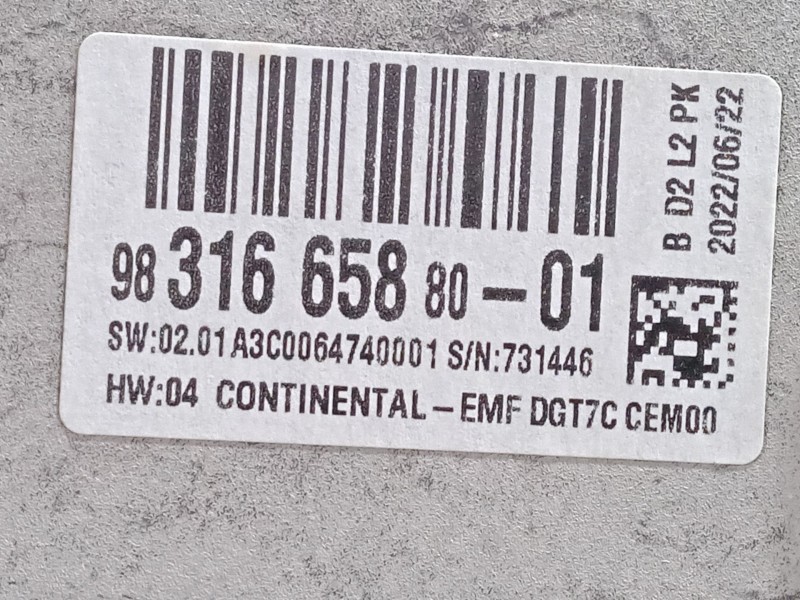 98 316 658 80 - 01
SW:02.01 A3C0064740001 S/N:731446
HW:04 CONTINENTAL - EMF DGT7C CEM00
B D2 L2 PK
2022/06/22